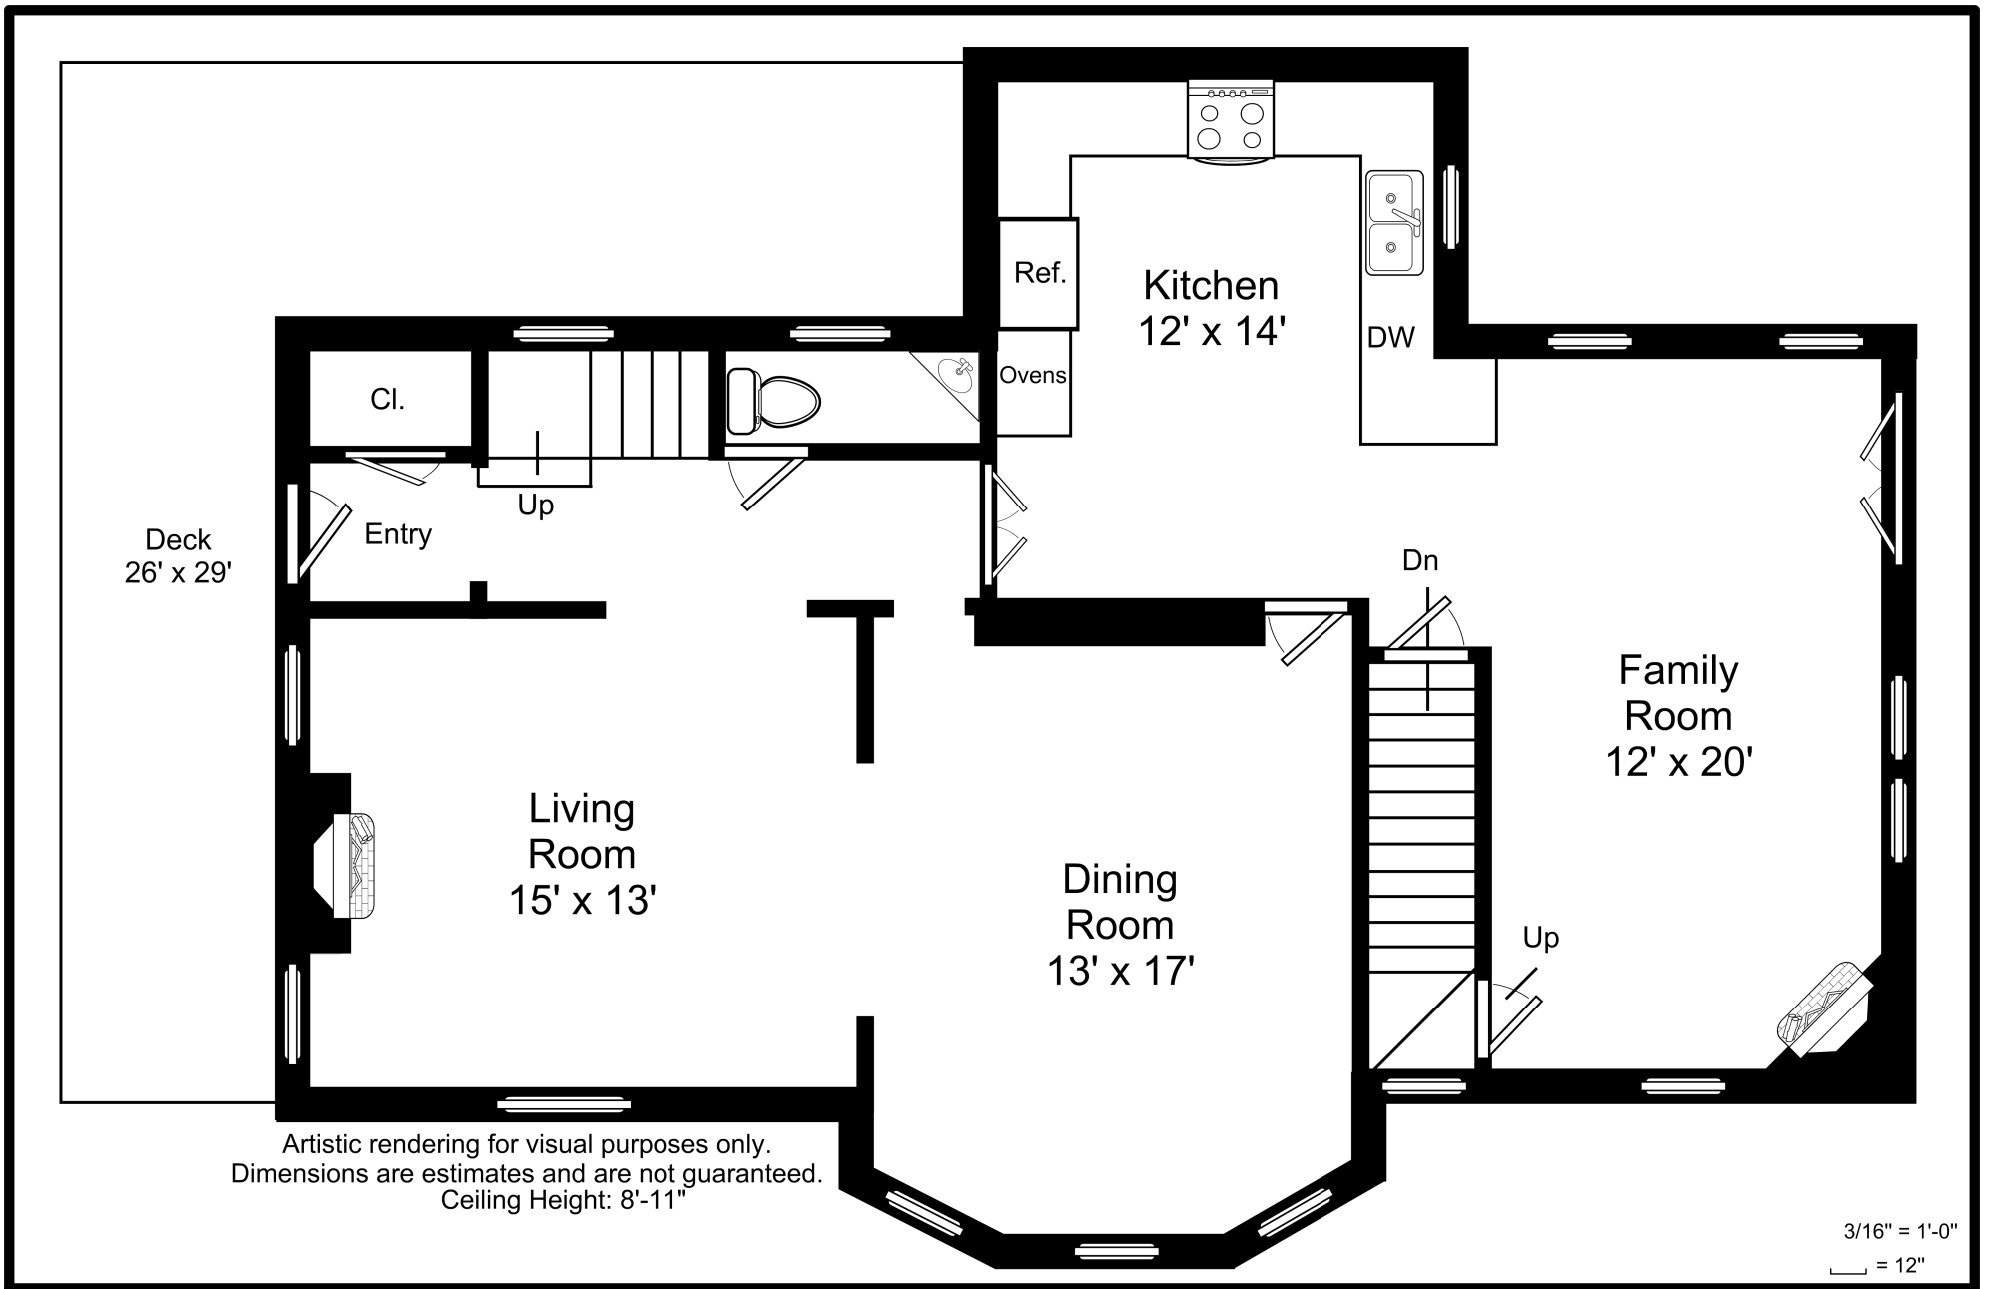 Ref.
Kitchen
12' x 14'
DW
Ovens
Cl.
Up
Entry
Deck
26' x 29'
Dn
Family
Room
12' x 20'
Living
Room
15' x 13'
Dining
Room
13' x 17'
Up
Artistic rendering for visual purposes only.
Dimensions are estimates and are not guaranteed.
Ceiling Height: 8'-11"
3/16" = 1'-0"
= 12"